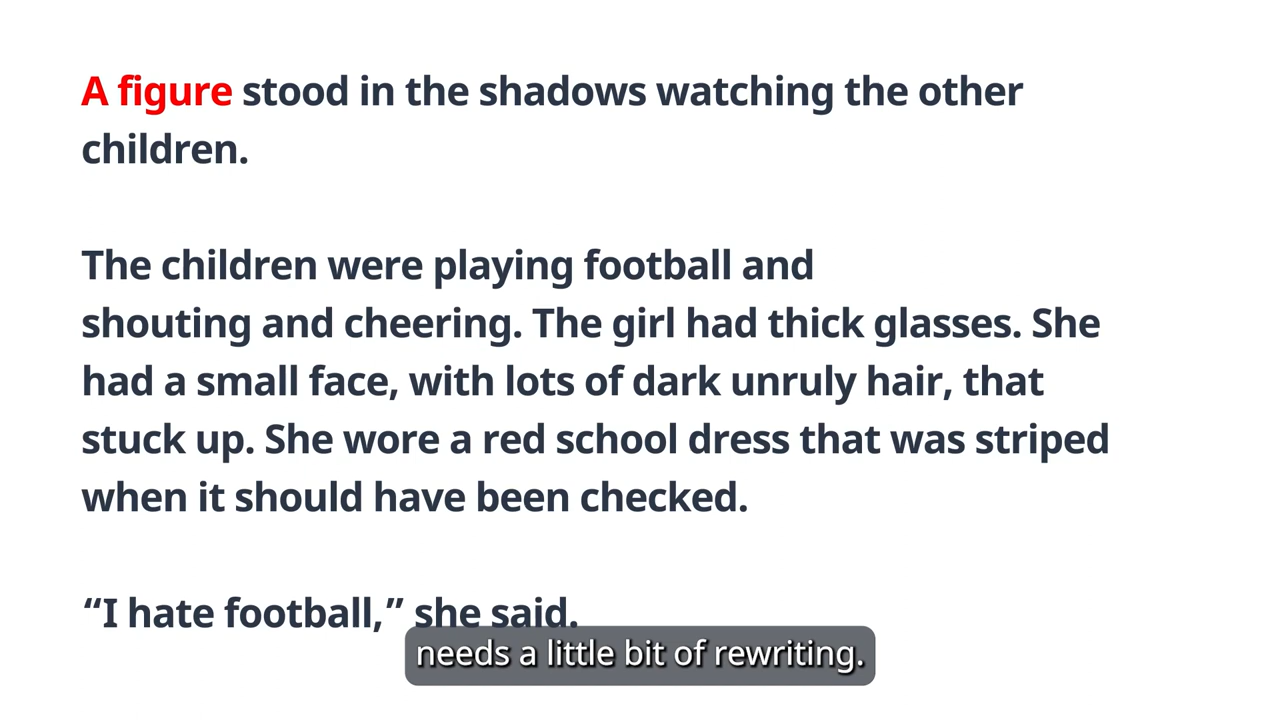 A figure stood in the shadows watching the other
children.
The children were playing football and
shouting and cheering. The girl had thick glasses. She
had a small face, with lots of dark unruly hair, that
stuck up. She wore a red school dress that was striped
when it should have been checked.
“I hate football,” she said.
needs a little bit of rewriting.